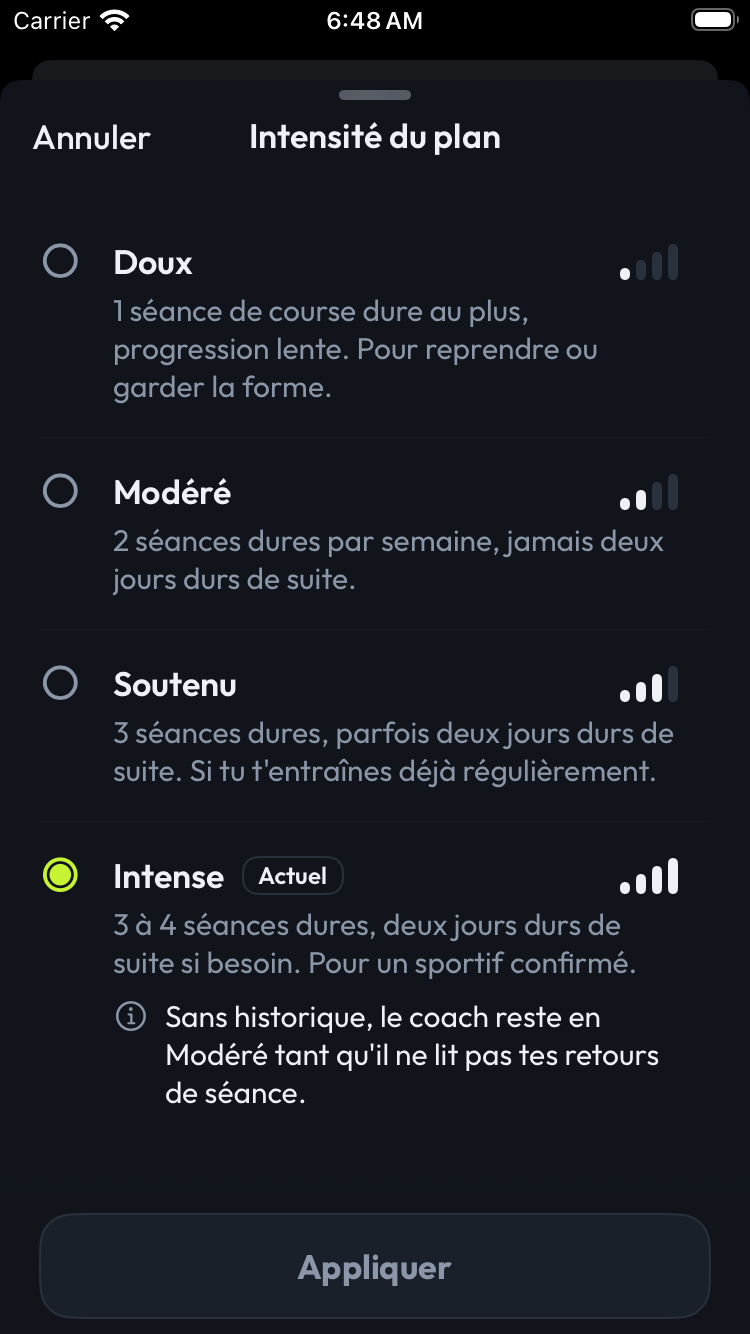 Carrier 6:48 AM
Annuler Intensité du plan
Doux
1 séance de course dure au plus,
progression lente. Pour reprendre ou
garder la forme.
Modéré
2 séances dures par semaine, jamais deux
jours durs de suite.
Soutenu
3 séances dures, parfois deux jours durs de
suite. Si tu t'entraînes déjà régulièrement.
Intense Actuel
3 à 4 séances dures, deux jours durs de
suite si besoin. Pour un sportif confirmé.
Sans historique, le coach reste en
Modéré tant qu'il ne lit pas tes retours
de séance.
Appliquer